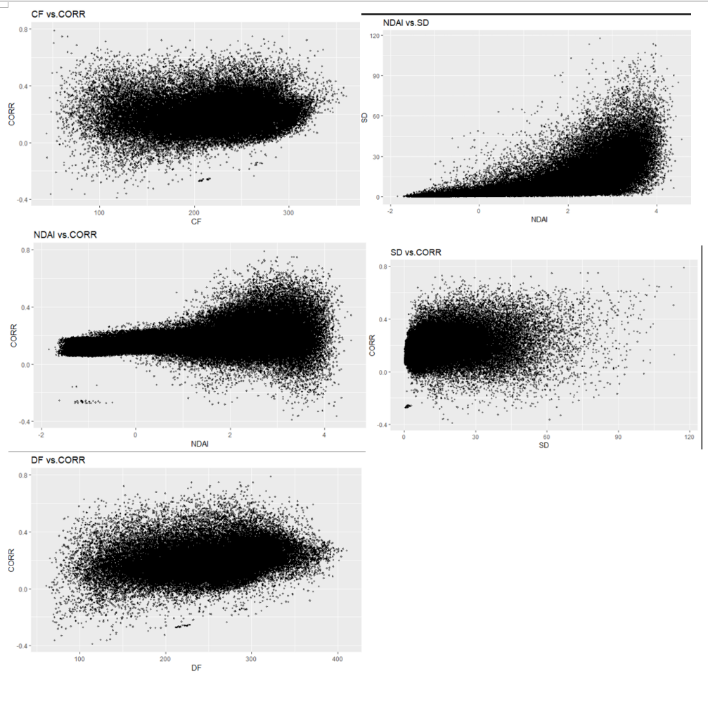 CF vs.CORR
0.8
0.4
0.0
-0.4
CORR
100
200
300
CF
NDAI vs.SD
120
90
60
30
0
SD
-2
0
2
4
NDAI
NDAI vs.CORR
0.8
0.4
0.0
-0.4
CORR
-2
0
2
4
NDAI
SD vs.CORR
0.8
0.4
0.0
-0.4
CORR
0
30
60
90
120
SD
DF vs.CORR
0.8
0.4
0.0
-0.4
CORR
100
200
300
400
DF